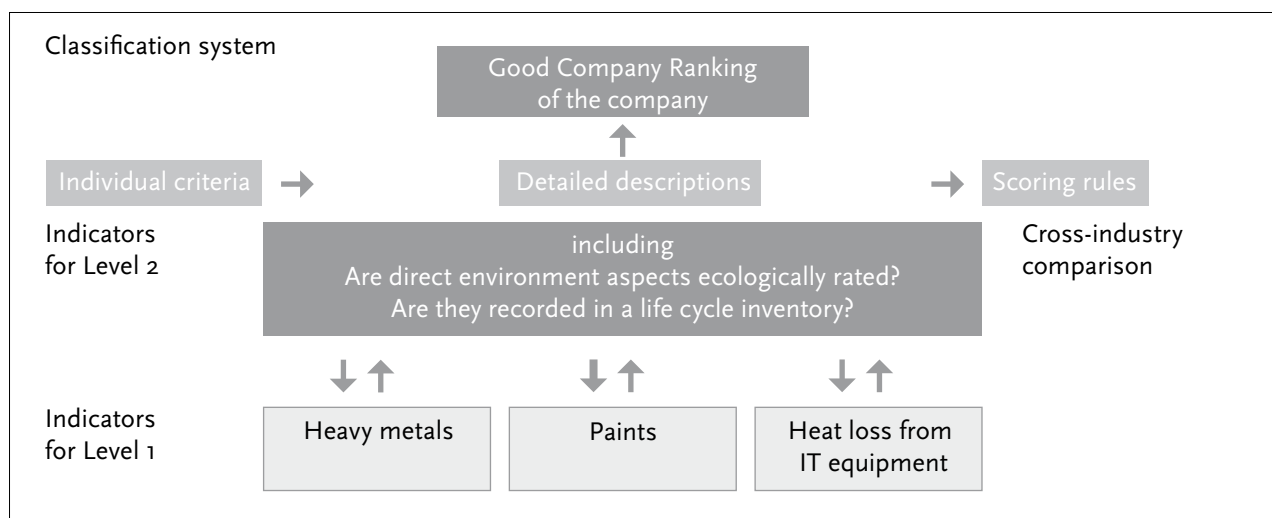 Classification system
Good Company Ranking
of the company
Individual criteria
Detailed descriptions
Scoring rules
Indicators
for Level 2
including
Are direct environment aspects ecologically rated?
Are they recorded in a life cycle inventory?
Cross-industry
comparison
Indicators
for Level 1
Heavy metals
Paints
Heat loss from
IT equipment